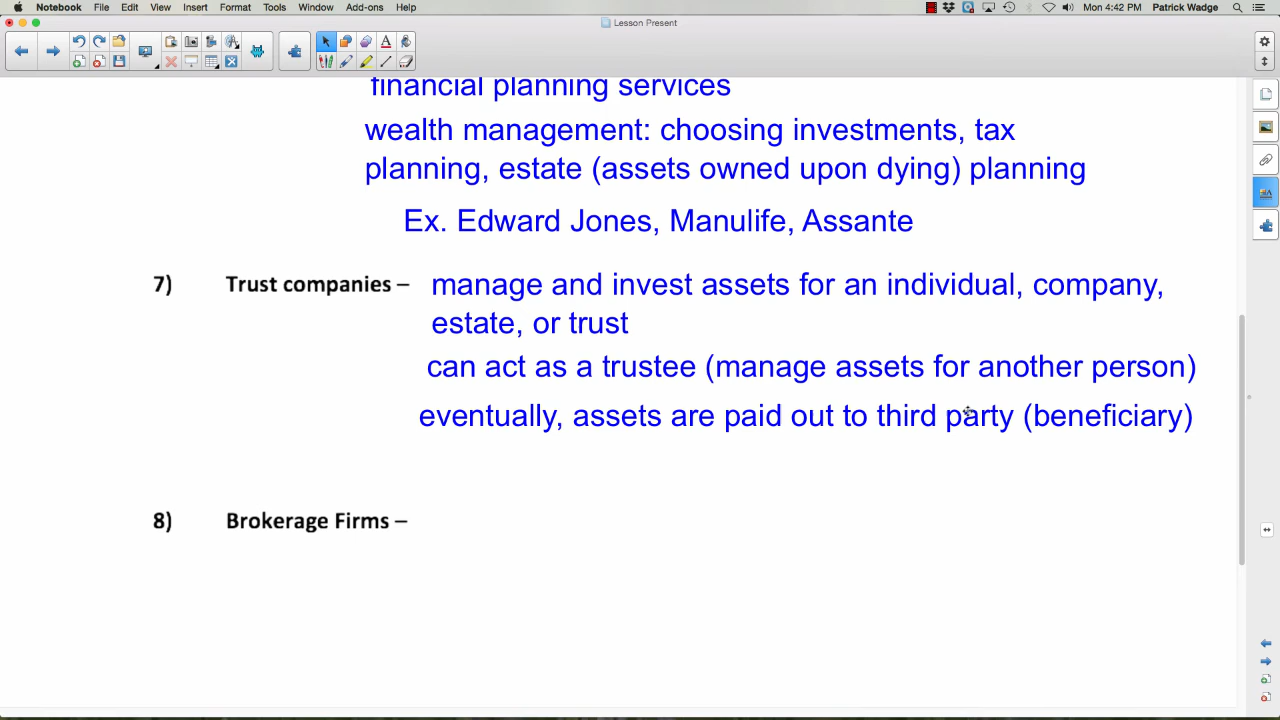 Notebook File Edit View Insert Format Tools Window Add-ons Help Mon 4:42 PM Patrick Wadge
Lesson Present
financial planning services
wealth management: choosing investments, tax
planning, estate (assets owned upon dying) planning
Ex. Edward Jones, Manulife, Assante
7) Trust companies – manage and invest assets for an individual, company,
estate, or trust
can act as a trustee (manage assets for another person)
eventually, assets are paid out to third party (beneficiary)
8) Brokerage Firms –